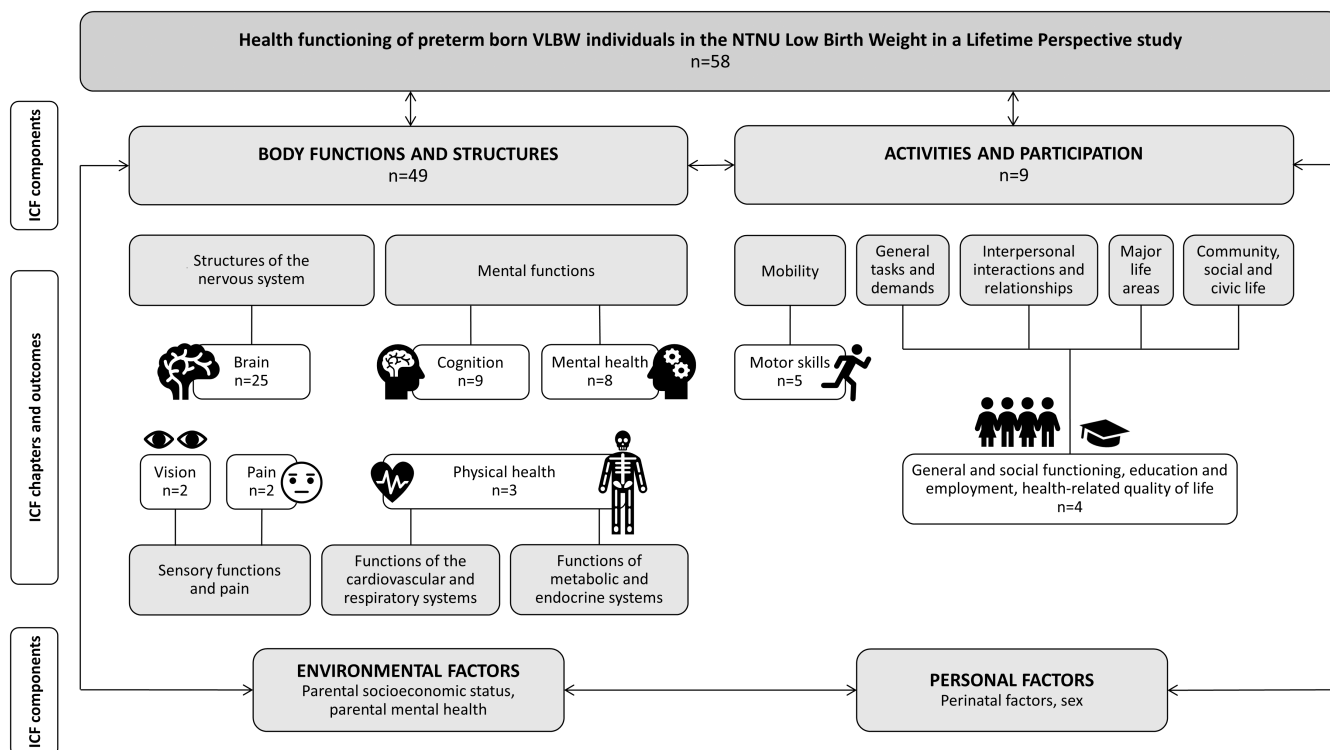 Health functioning of preterm born VLBW individuals in the NTNU Low Birth Weight in a Lifetime Perspective study
n=58
ICF components
BODY FUNCTIONS AND STRUCTURES
n=49
ACTIVITIES AND PARTICIPATION
n=9
ICF chapters and outcomes
Structures of the
nervous system
Mental functions
Mobility
General
tasks and
demands
Interpersonal
interactions and
relationships
Major
life
areas
Community,
social and
civic life
Brain
n=25
Cognition
n=9
Mental health
n=8
Motor skills
n=5
Vision
n=2
Pain
n=2
Physical health
n=3
General and social functioning, education and
employment, health-related quality of life
n=4
Sensory functions
and pain
Functions of the
cardiovascular and
respiratory systems
Functions of
metabolic and
endocrine systems
ICF components
ENVIRONMENTAL FACTORS
Parental socioeconomic status,
parental mental health
PERSONAL FACTORS
Perinatal factors, sex